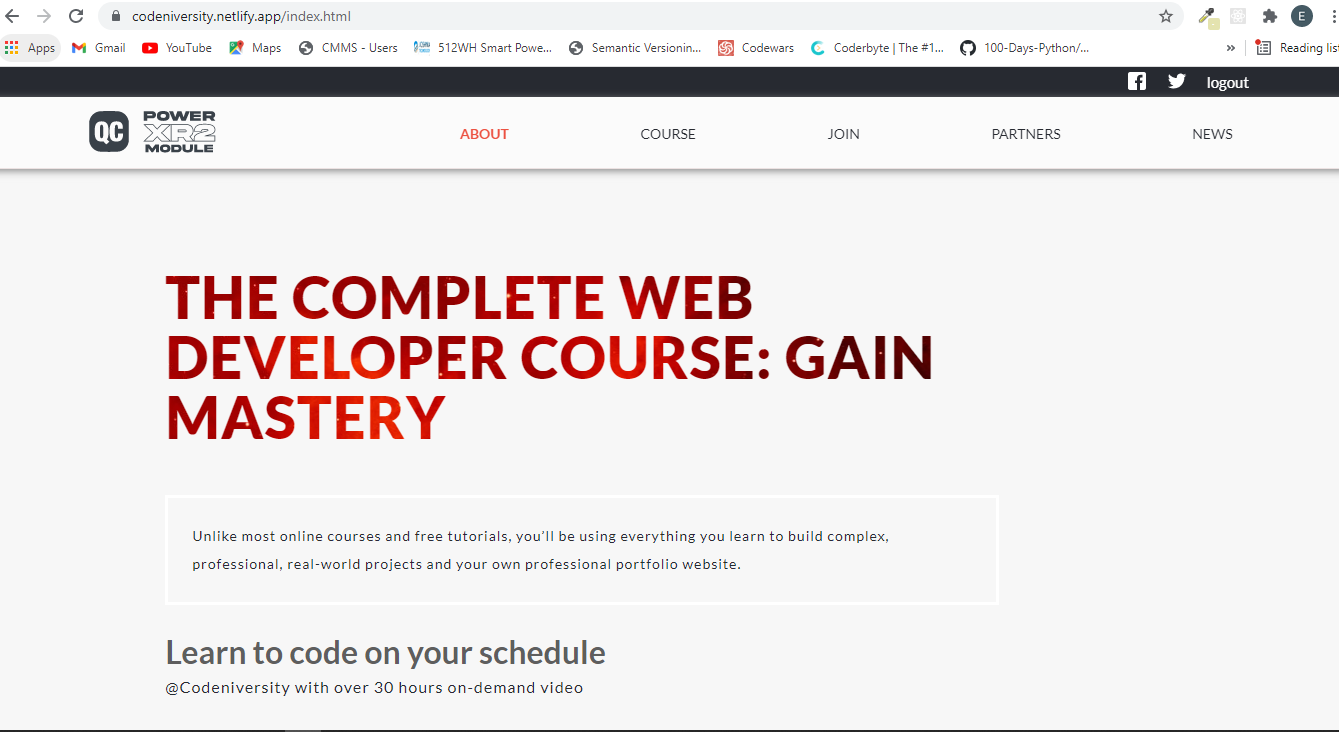 codeniversity.netlify.app/index.html
E
Apps Gmail YouTube Maps CMMS - Users 512WH Smart Powe... Semantic Versionin... Codewars Coderbyte | The #1... 100-Days-Python/... » Reading list
logout
QC POWER
XR2
MODULE
ABOUT COURSE JOIN PARTNERS NEWS
THE COMPLETE WEB
DEVELOPER COURSE: GAIN
MASTERY
Unlike most online courses and free tutorials, you’ll be using everything you learn to build complex,
professional, real-world projects and your own professional portfolio website.
Learn to code on your schedule
@Codeniversity with over 30 hours on-demand video